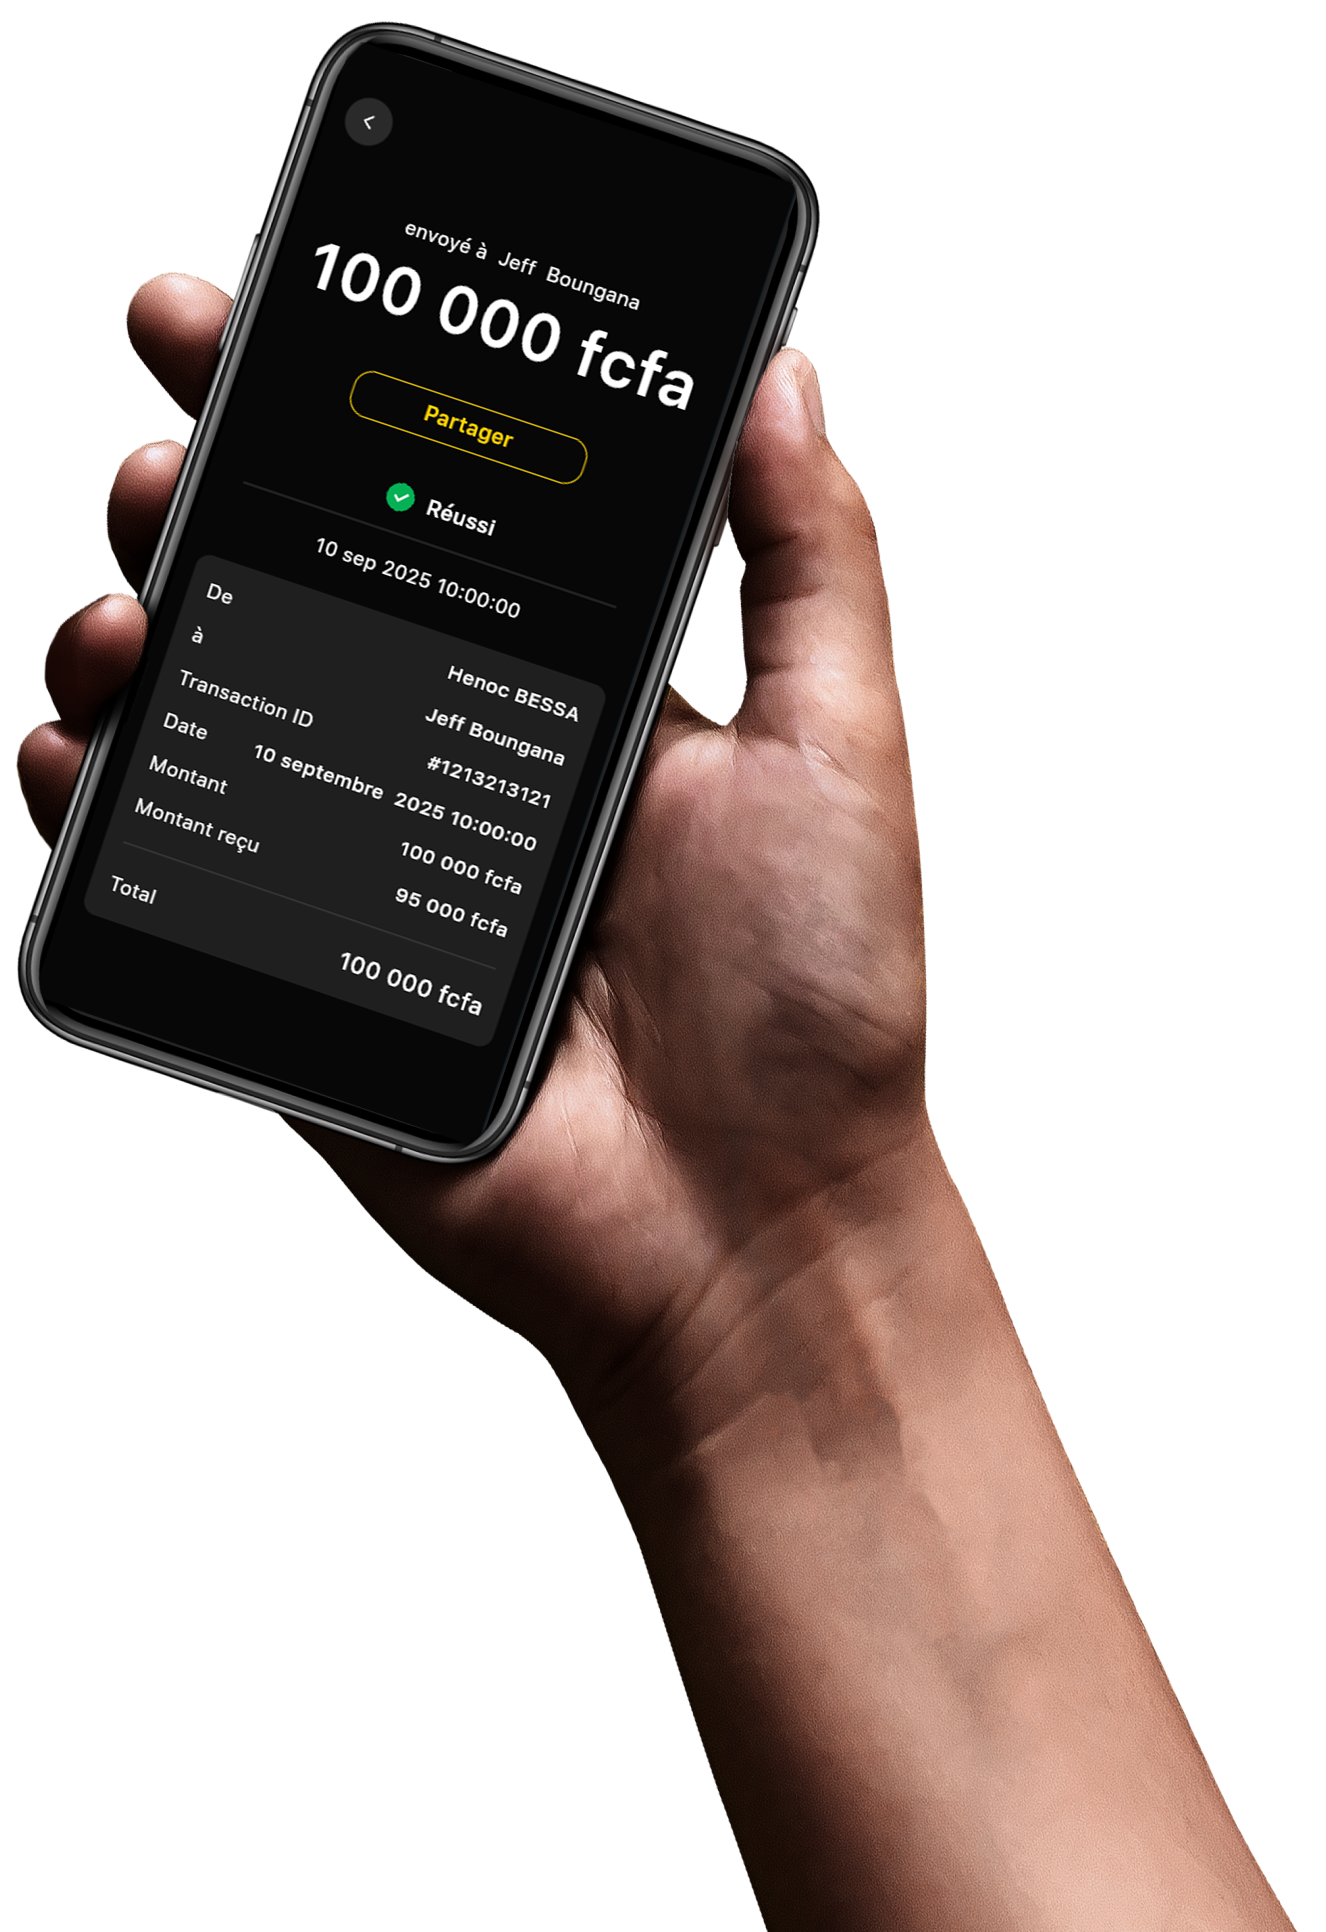 envoyé à Jeff Boungana
100 000 fcfa
Partager
Réussi
10 sep 2025 10:00:00
De Henoc BESSA
à Jeff Boungana
Transaction ID #1213213121
Date 10 septembre 2025 10:00:00
Montant 100 000 fcfa
Montant reçu 95 000 fcfa
Total 100 000 fcfa